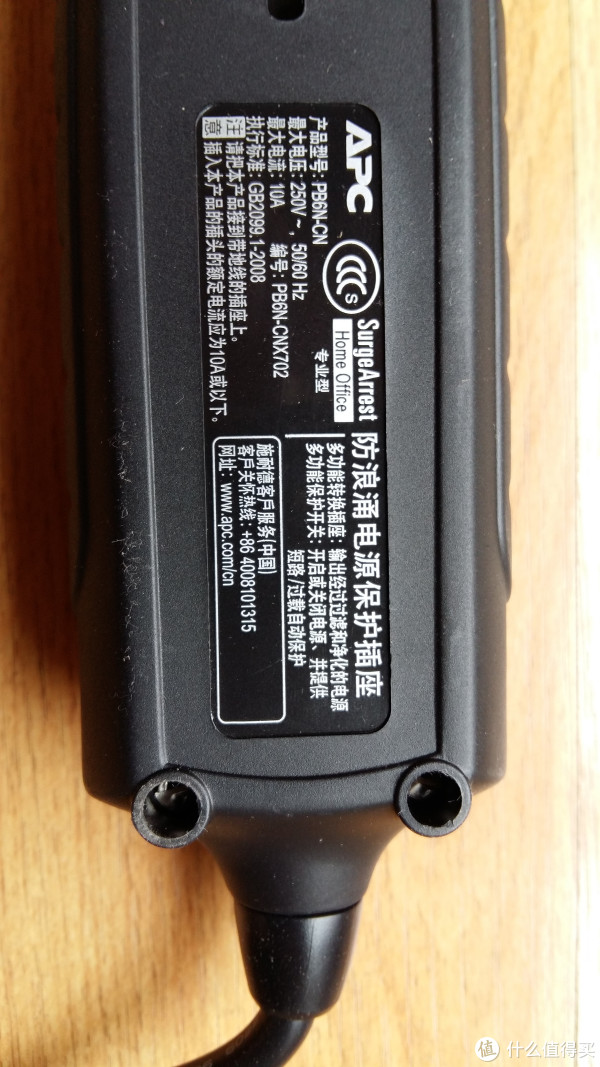 APC
CCC
S
SurgeArrest
Home Office
专业型
防浪涌电源保护插座
多功能转换插座：输出经过过滤和净化的电源
多功能保护开关：开启或关闭电源、并提供
短路/过载自动保护
产品型号: PB6N-CN
最大电压: 250V～, 50/60 Hz
最大电流: 10A 编号: PB6N-CNX702
执行标准: GB2099.1-2008
注意 请把本产品接到带地线的插座上。
插入本产品的插头的额定电流应为10A或以下。
施耐德客戶服務(中国)
客戶关怀热线: +86 4008101315
网址: www.apc.com/cn
值 什么值得买